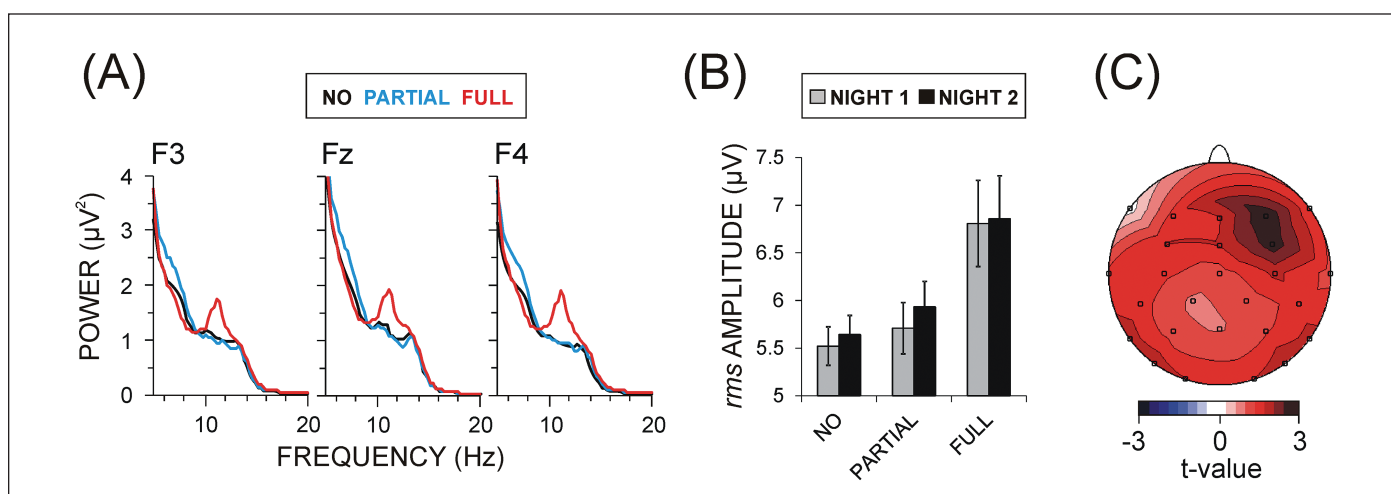 (A)
NO PARTIAL FULL
F3
Fz
F4
POWER (µV²)
4
3
2
1
0
10
20
10
20
10
20
FREQUENCY (Hz)
(B)
NIGHT 1 NIGHT 2
rms AMPLITUDE (µV)
7.5
7
6.5
6
5.5
5
NO
PARTIAL
FULL
(C)
-3 0 3
t-value